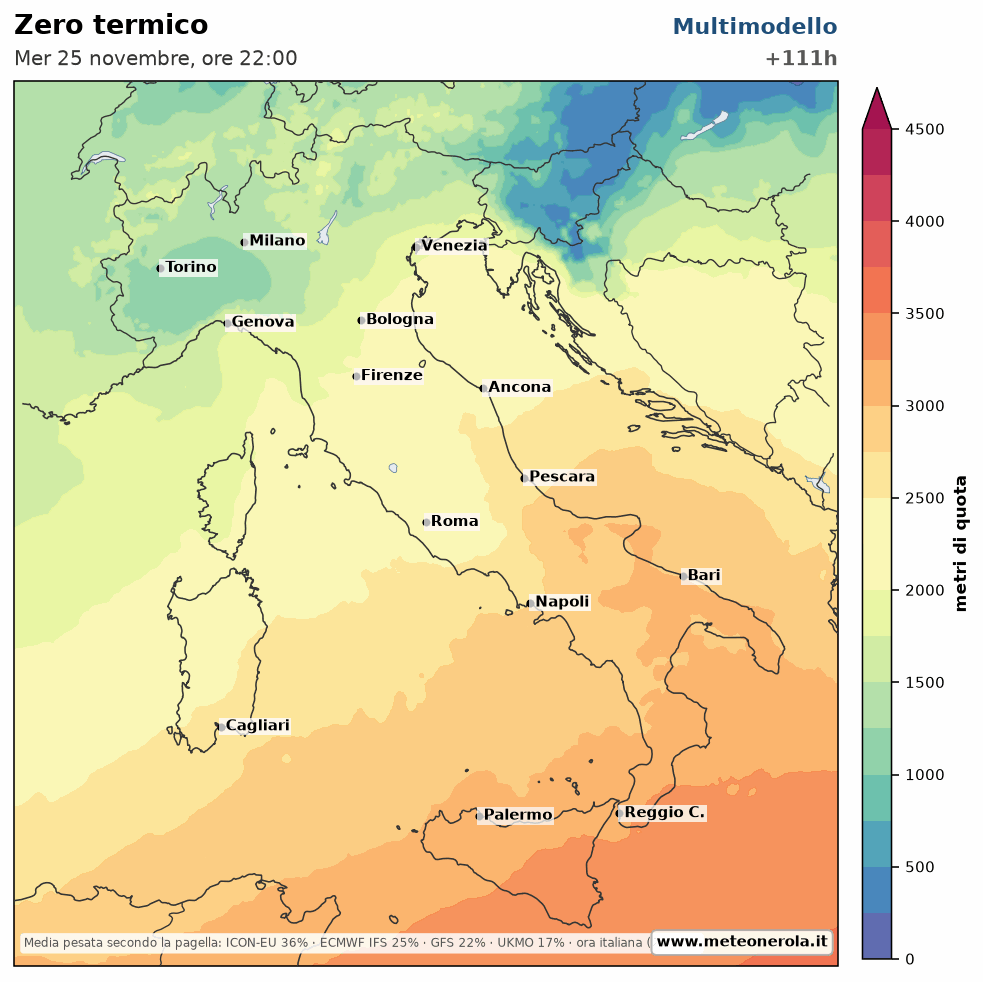 Zero termico
Multimodello
Mer 25 novembre, ore 22:00
+111h
Milano
Venezia
Torino
Genova
Bologna
Firenze
Ancona
Pescara
Roma
Bari
Napoli
Cagliari
Palermo
Reggio C.
4500
4000
3500
3000
2500
2000
1500
1000
500
0
metri di quota
Media pesata secondo la pagella: ICON-EU 36% · ECMWF IFS 25% · GFS 22% · UKMO 17% · ora italiana (
www.meteonerola.it